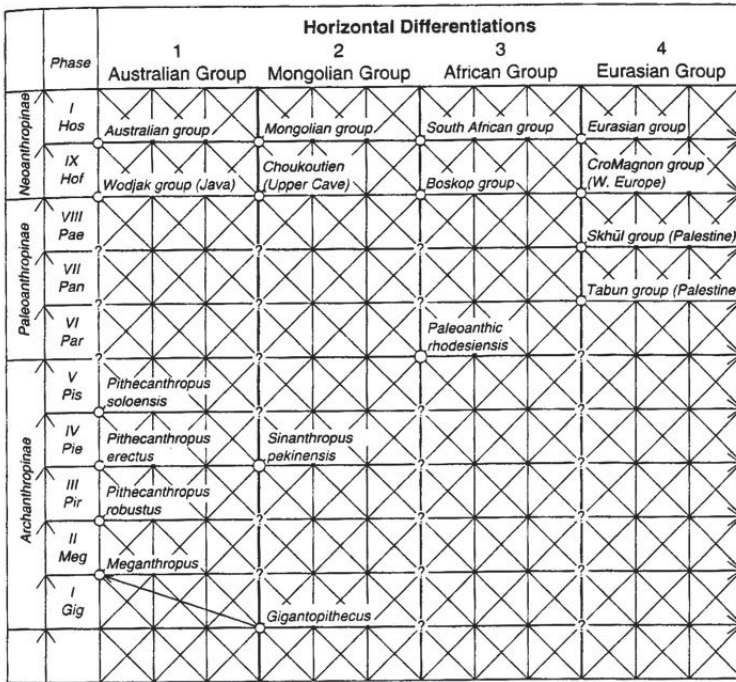 Horizontal Differentiations
1 2 3 4
Phase Australian Group Mongolian Group African Group Eurasian Group
Neoanthropinae
I
Hos
Australian group Mongolian group South African group Eurasian group
IX
Hof
Wodjak group (Java)
Choukoutien
(Upper Cave)
Boskop group
CroMagnon group
(W. Europe)
Paleoanthropinae
VIII
Pae
Skhūl group (Palestine)
? ? ?
VII
Pan
Tabun group (Palestine
? ? ?
VI
Par
Paleoanthic
rhodesiensis
? ? ?
Archanthropinae
V
Pis
Pithecanthropus
soloensis
? ? ?
IV
Pie
Pithecanthropus
erectus
Sinanthropus
pekinensis
? ?
III
Pir
Pithecanthropus
robustus
? ? ?
II
Meg
Meganthropus
? ? ?
I
Gig
Gigantopithecus
? ?